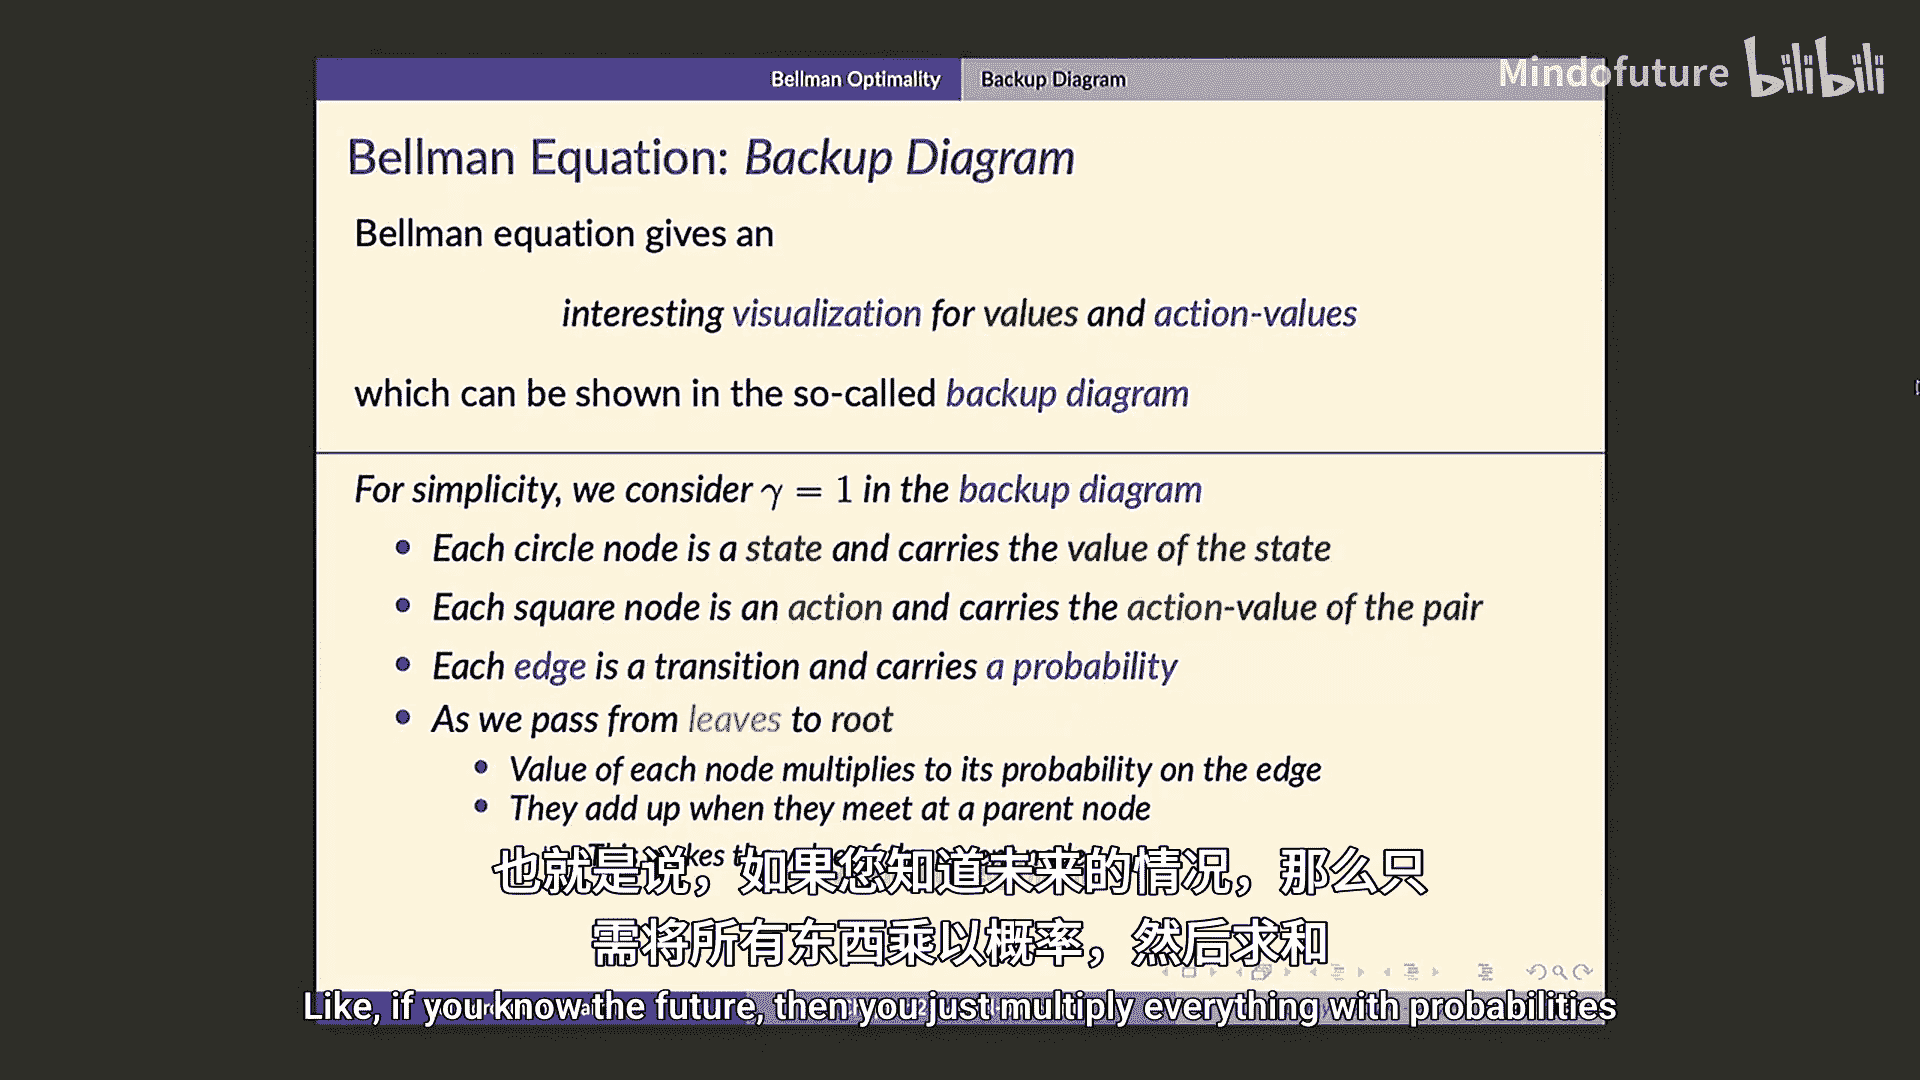 Bellman Optimality
Backup Diagram
Mindofuture bilibili
Bellman Equation: Backup Diagram
Bellman equation gives an
interesting visualization for values and action-values
which can be shown in the so-called backup diagram
For simplicity, we consider γ = 1 in the backup diagram
• Each circle node is a state and carries the value of the state
• Each square node is an action and carries the action-value of the pair
• Each edge is a transition and carries a probability
• As we pass from leaves to root
• Value of each node multiplies to its probability on the edge
• They add up when they meet at a parent node
也就是说，如果您知道未来的情况，那么只
需将所有东西乘以概率，然后求和
Like, if you know the future, then you just multiply everything with probabilities